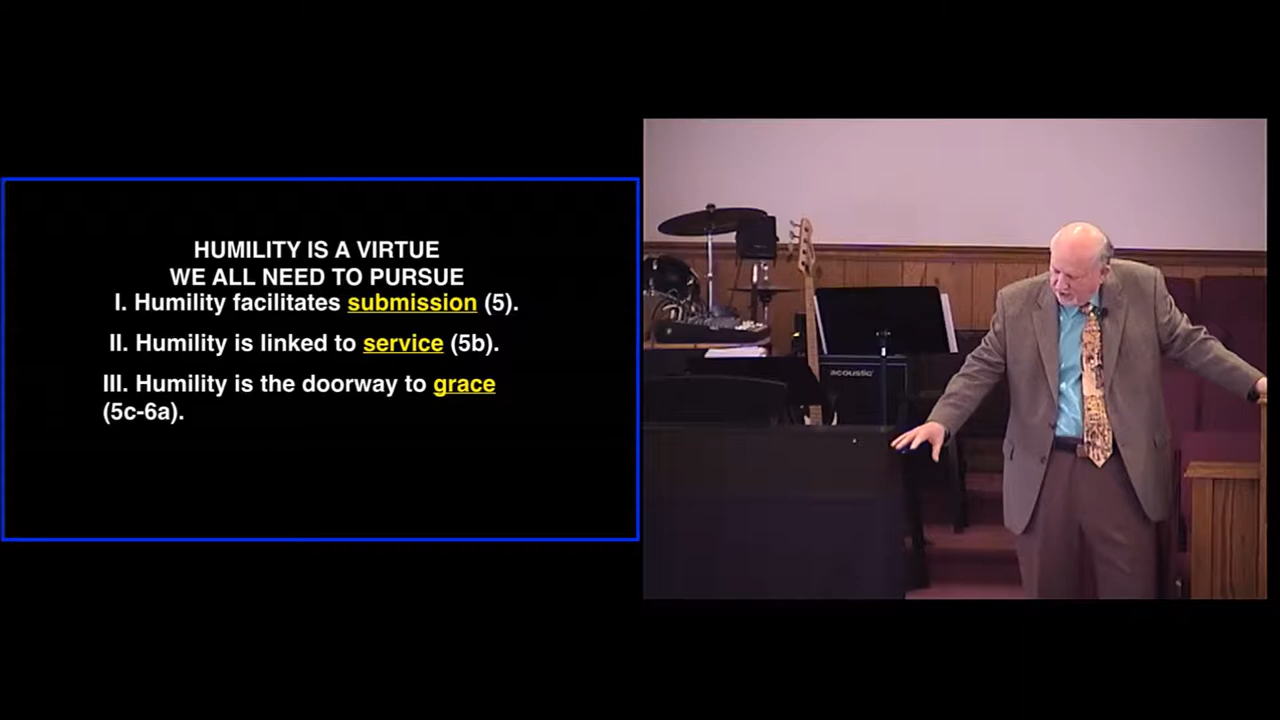 HUMILITY IS A VIRTUE
WE ALL NEED TO PURSUE
I. Humility facilitates submission (5).
II. Humility is linked to service (5b).
III. Humility is the doorway to grace
(5c-6a).
acoustic